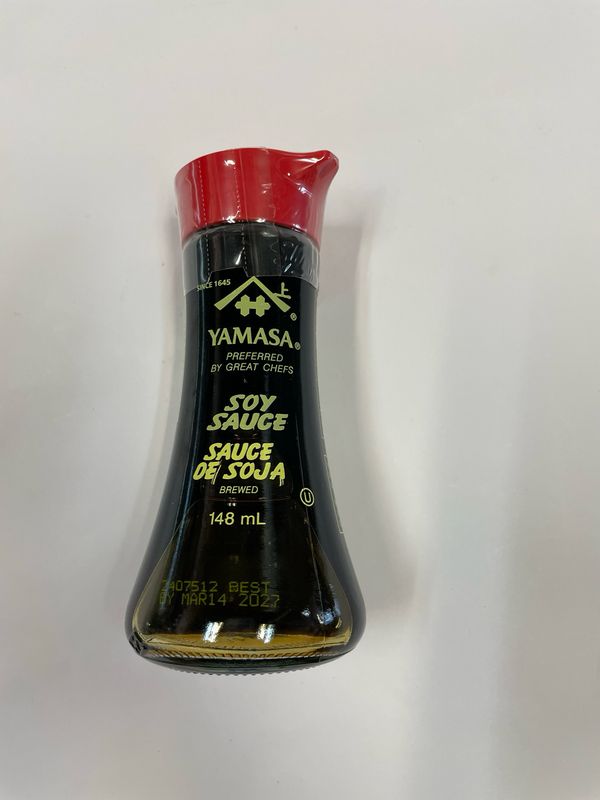 SINCE 1645
上
®
YAMASA®
PREFERRED
BY GREAT CHEFS
SOY
SAUCE
SAUCE
DE SOJA
BREWED
U
148 mL
BEST
BY MAR14 2027